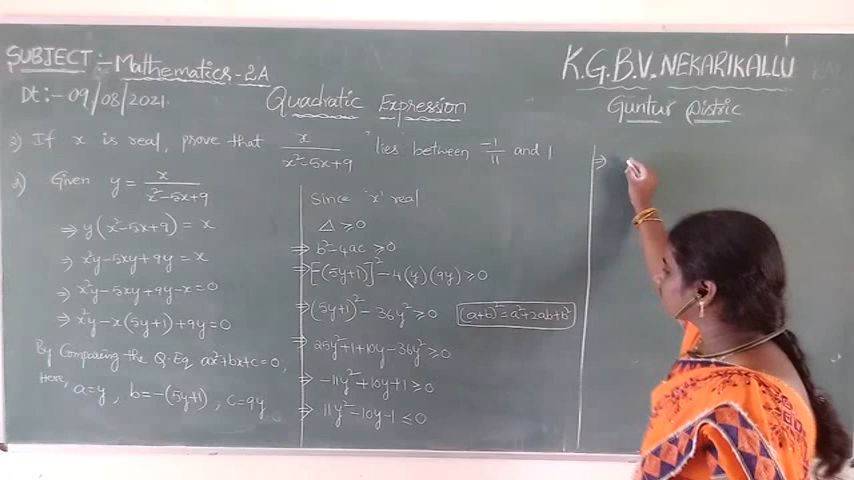 SUBJECT :- Mathematics-2A
Dt:-09/08/2021.
K.G.B.V. NEKARIKALLU
Guntur Distric
Quadratic Expression
If x is real, prove that x/(x²-5x+9) lies between -1/11 and 1
Given y = x/(x²-5x+9)
⇒ y(x²-5x+9) = x
⇒ x²y-5xy+9y = x
⇒ x²y-5xy+9y-x=0
⇒ x²y-x(5y+1)+9y=0
By Comparing the Q.Eq ax²+bx+c=0,
Here, a=y, b=-(5y+1), c=9y
Since 'x' real
Δ ≥0
⇒ b²-4ac ≥0
⇒ [-(5y+1)]²-4(y)(9y) ≥0
⇒ (5y+1)²-36y² ≥0
(a+b)²=a²+2ab+b²
⇒ 25y²+1+10y-36y² ≥0
⇒ -11y²+10y+1 ≥0
⇒ 11y²-10y-1 ≤0
⇒